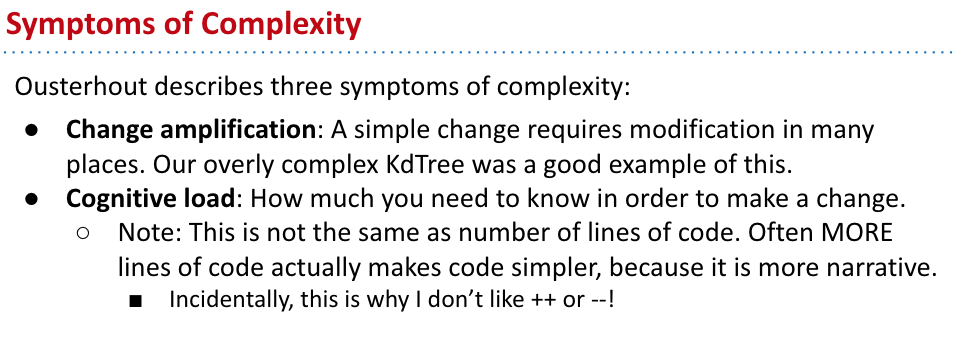 Symptoms of Complexity
Ousterhout describes three symptoms of complexity:
● Change amplification: A simple change requires modification in many
places. Our overly complex KdTree was a good example of this.
● Cognitive load: How much you need to know in order to make a change.
○ Note: This is not the same as number of lines of code. Often MORE
lines of code actually makes code simpler, because it is more narrative.
■ Incidentally, this is why I don’t like ++ or --!